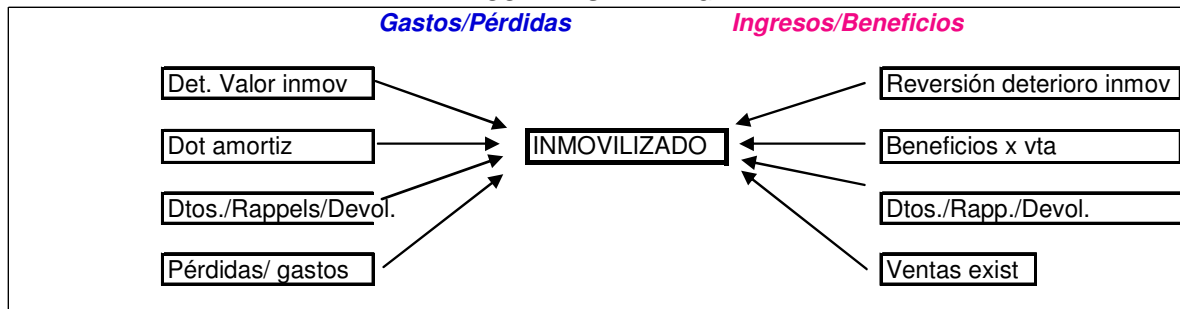 Gastos/Pérdidas Ingresos/Beneficios
Det. Valor inmov Reversión deterioro inmov
Dot amortiz INMOVILIZADO Beneficios x vta
Dtos./Rappels/Devol. Dtos./Rapp./Devol.
Pérdidas/ gastos Ventas exist